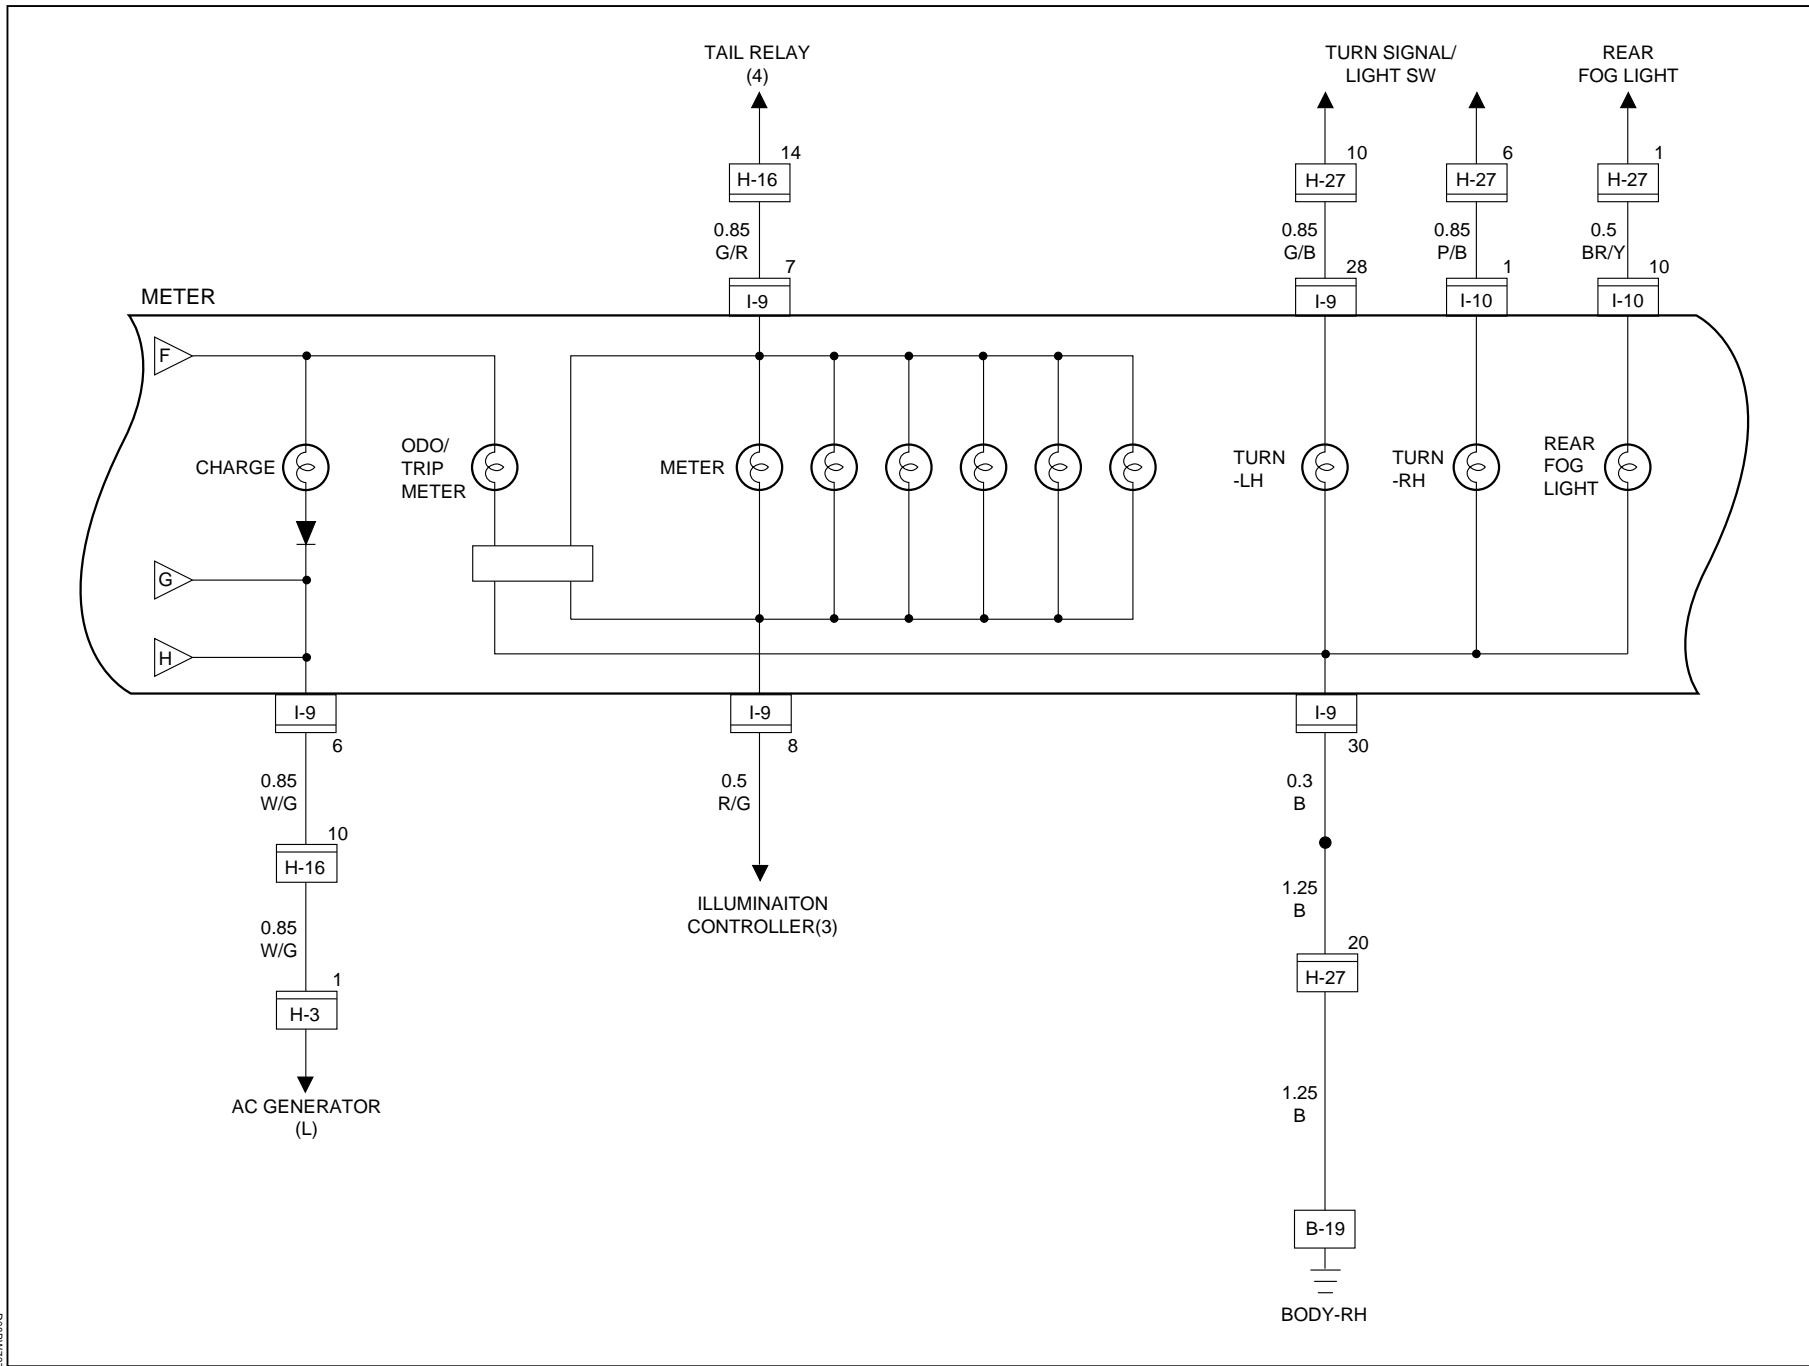 TAIL RELAY
(4)
TURN SIGNAL/
LIGHT SW
REAR
FOG LIGHT
14
H-16
10
H-27
6
H-27
1
H-27
0.85
G/R
0.85
G/B
0.85
P/B
0.5
BR/Y
7
I-9
28
I-9
1
I-10
10
I-10
METER
F
CHARGE
ODO/
TRIP
METER
METER
TURN
-LH
TURN
-RH
REAR
FOG
LIGHT
G
H
I-9
6
I-9
8
I-9
30
0.85
W/G
0.5
R/G
0.3
B
10
H-16
ILLUMINAITON
CONTROLLER(3)
1.25
B
0.85
W/G
20
H-27
1
H-3
AC GENERATOR
(L)
1.25
B
B-19
BODY-RH